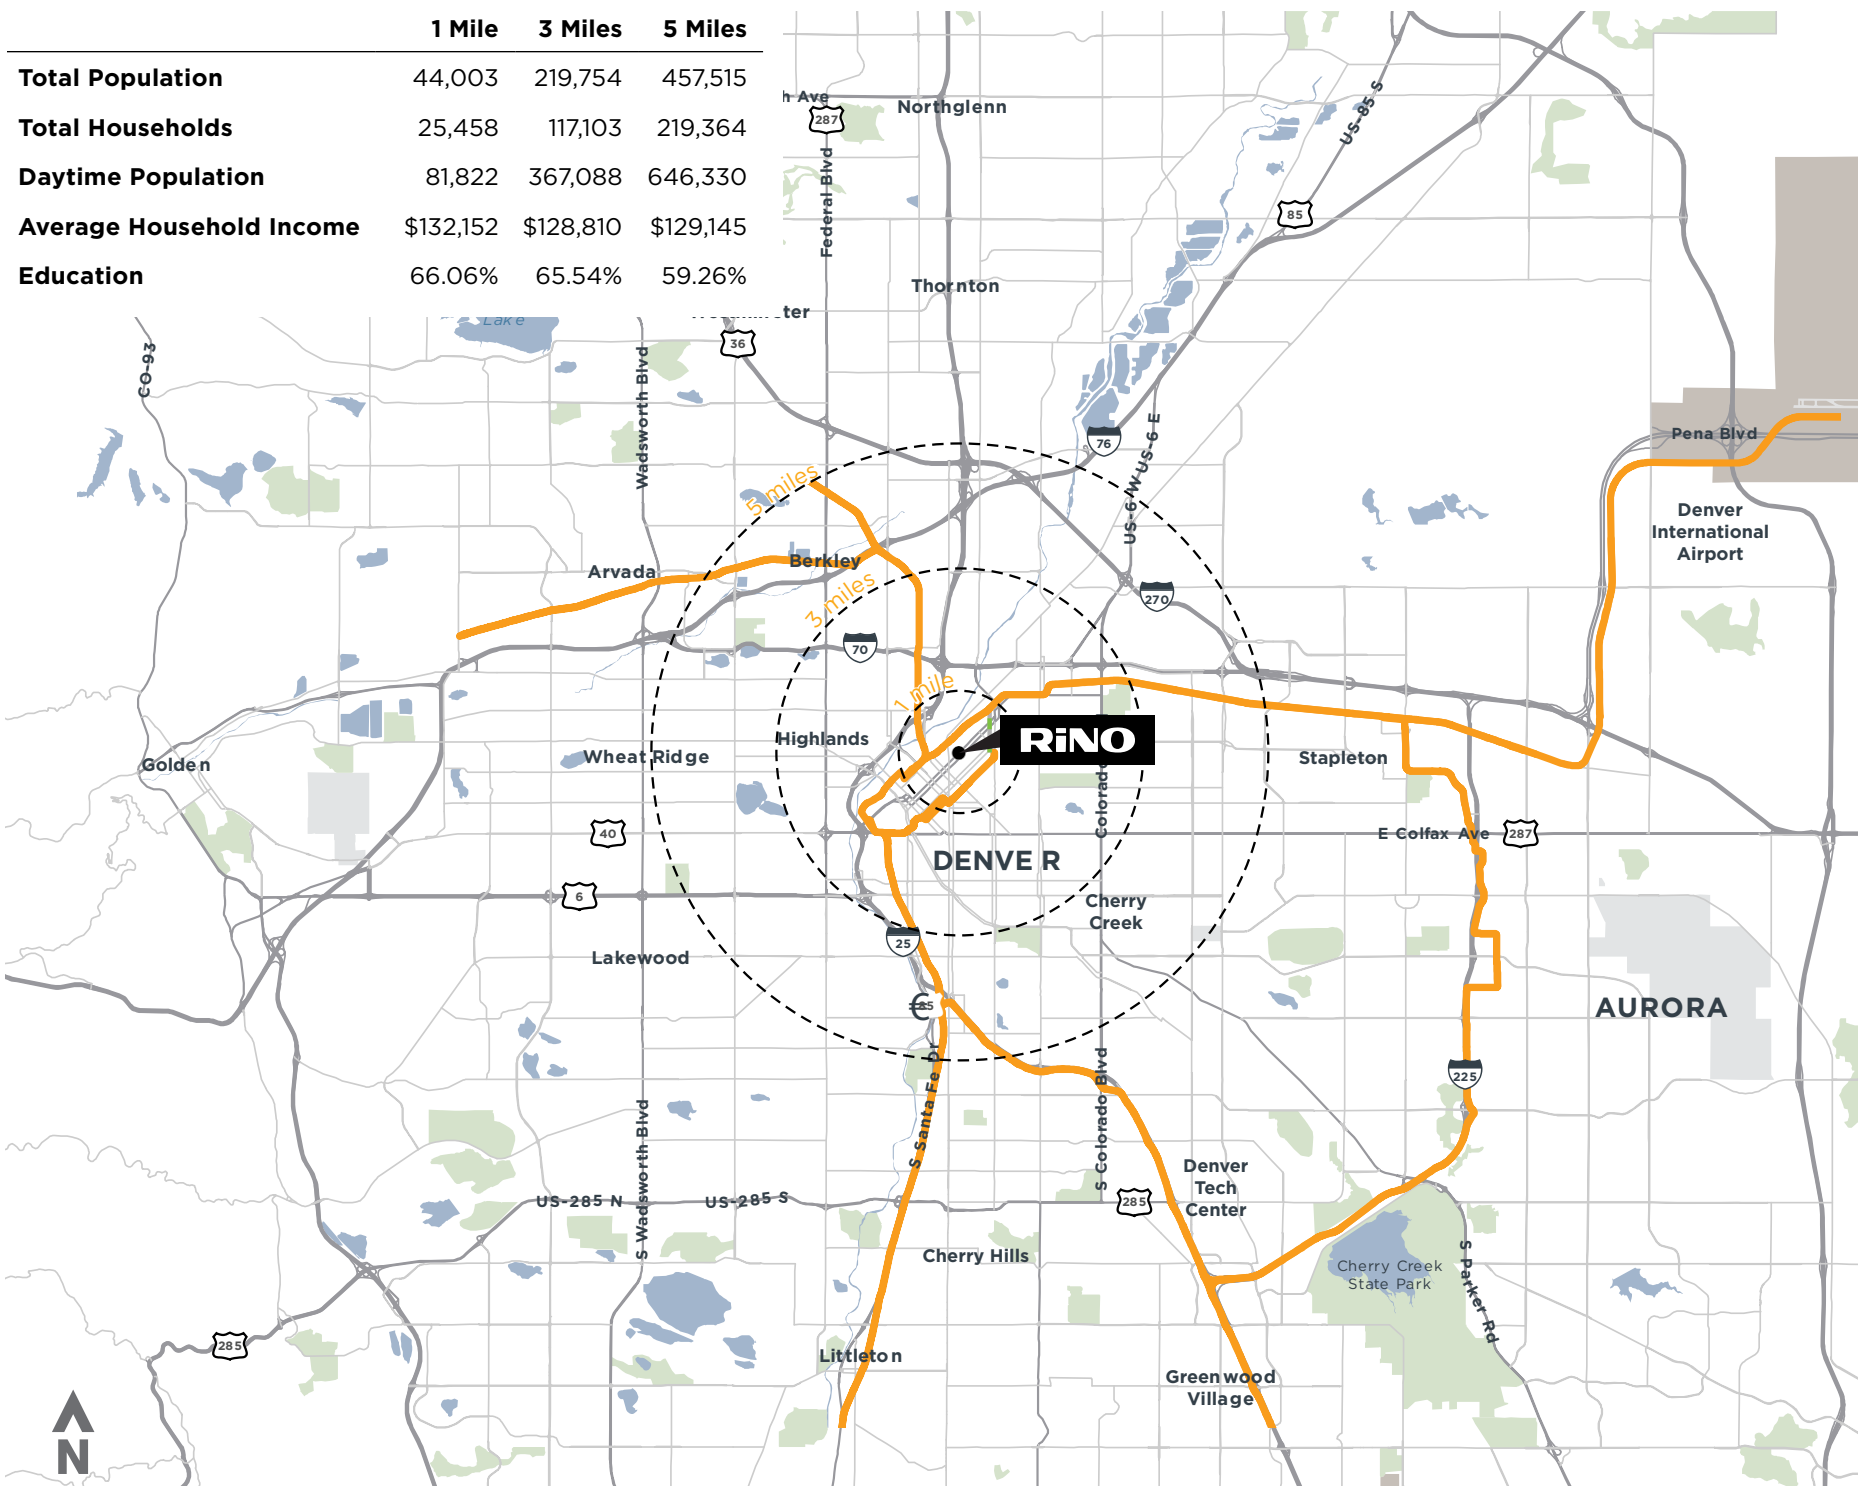 1 Mile 3 Miles 5 Miles
Total Population 44,003 219,754 457,515
Total Households 25,458 117,103 219,364
Daytime Population 81,822 367,088 646,330
Average Household Income $132,152 $128,810 $129,145
Education 66.06% 65.54% 59.26%
h Ave
287
Northglenn
US-85 S
Federal Blvd
85
Thornton
ter
Lake
36
CO-93
Wadsworth Blvd
76
US-6 W US-6 E
Pena Blvd
5 miles
Denver
International
Airport
Berkley
Arvada
3 miles
270
70
1 mile
RiNO
Highlands
Wheat Ridge
Golden
Stapleton
Colorado
40
E Colfax Ave
287
DENVER
6
Cherry
Creek
25
Lakewood
€
85
AURORA
S Santa Fe Dr
S Colorado Blvd
225
S Wadsworth Blvd
Denver
Tech
Center
US-285 N
US-285 S
285
Cherry Hills
Cherry Creek
State Park
S Parker Rd
285
Littleton
Greenwood
Village
N